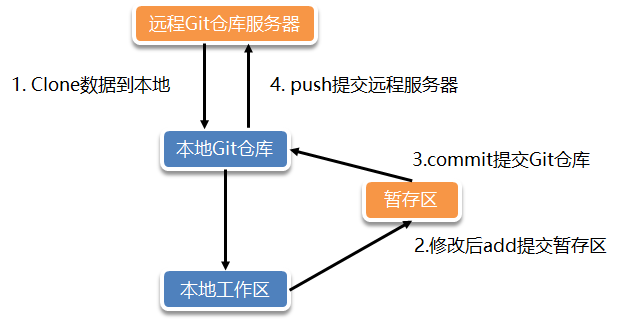 远程Git仓库服务器
1. Clone数据到本地
4. push提交远程服务器
本地Git仓库
3.commit提交Git仓库
暂存区
2.修改后add提交暂存区
本地工作区